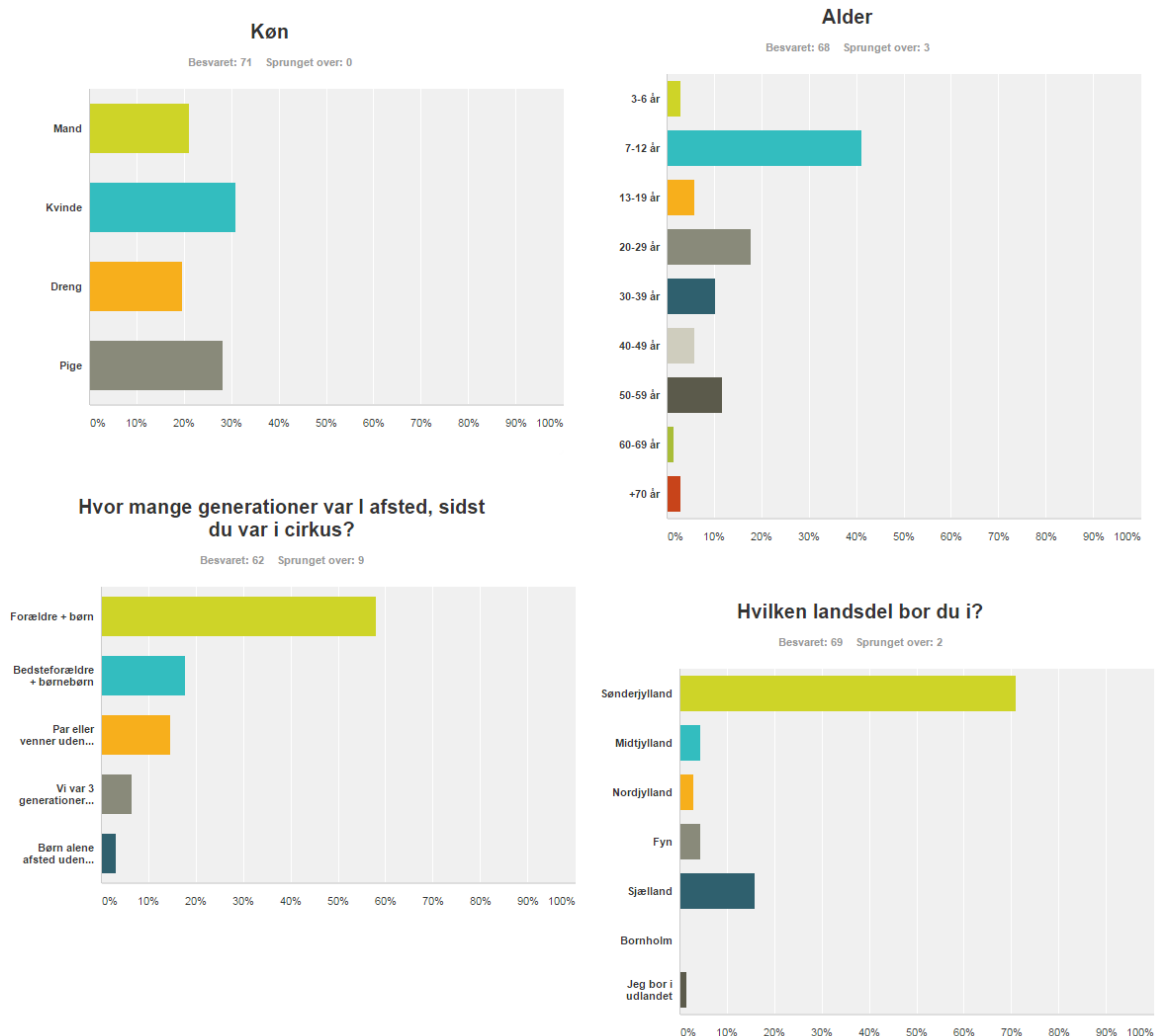 Køn
Besvaret: 71 Sprunget over: 0
Mand
Kvinde
Dreng
Pige
0% 10% 20% 30% 40% 50% 60% 70% 80% 90% 100%
Alder
Besvaret: 68 Sprunget over: 3
3-6 år
7-12 år
13-19 år
20-29 år
30-39 år
40-49 år
50-59 år
60-69 år
+70 år
0% 10% 20% 30% 40% 50% 60% 70% 80% 90% 100%
Hvor mange generationer var I afsted, sidst
du var i cirkus?
Besvaret: 62 Sprunget over: 9
Forældre + børn
Bedsteforældre
+ børnebørn
Par eller
venner uden...
Vi var 3
generationer...
Børn alene
afsted uden...
0% 10% 20% 30% 40% 50% 60% 70% 80% 90% 100%
Hvilken landsdel bor du i?
Besvaret: 69 Sprunget over: 2
Sønderjylland
Midtjylland
Nordjylland
Fyn
Sjælland
Bornholm
Jeg bor i
udlandet
0% 10% 20% 30% 40% 50% 60% 70% 80% 90% 100%